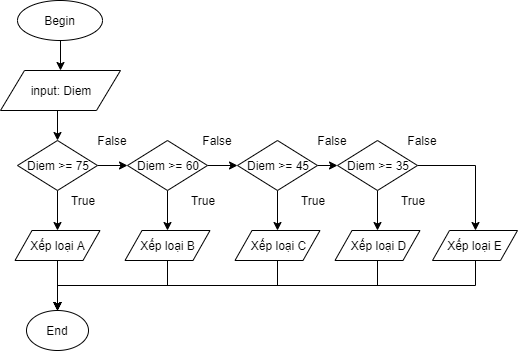 Begin
input: Diem
False
False
False
False
Diem >= 75
Diem >= 60
Diem >= 45
Diem >= 35
True
True
True
True
Xếp loại A
Xếp loại B
Xếp loại C
Xếp loại D
Xếp loại E
End